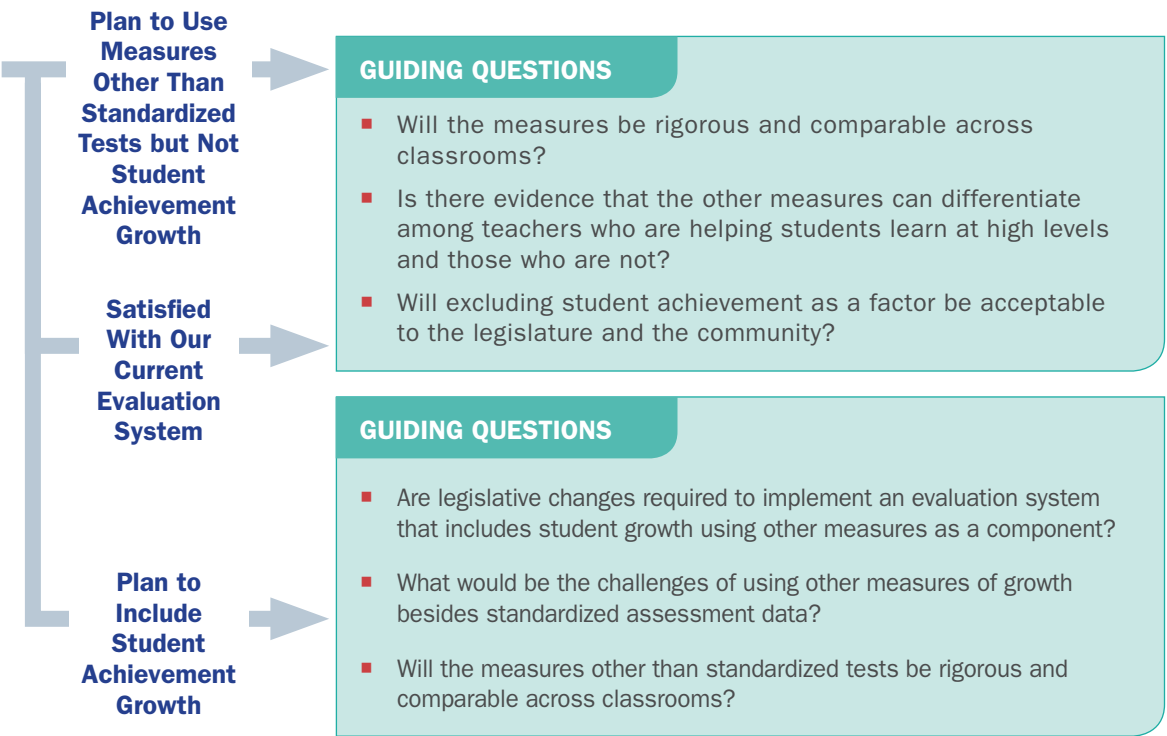 Plan to Use
Measures
Other Than
Standardized
Tests but Not
Student
Achievement
Growth
GUIDING QUESTIONS
▪ Will the measures be rigorous and comparable across
classrooms?
▪ Is there evidence that the other measures can differentiate
among teachers who are helping students learn at high levels
and those who are not?
▪ Will excluding student achievement as a factor be acceptable
to the legislature and the community?
Satisfied
With Our
Current
Evaluation
System
Plan to
Include
Student
Achievement
Growth
GUIDING QUESTIONS
▪ Are legislative changes required to implement an evaluation system
that includes student growth using other measures as a component?
▪ What would be the challenges of using other measures of growth
besides standardized assessment data?
▪ Will the measures other than standardized tests be rigorous and
comparable across classrooms?